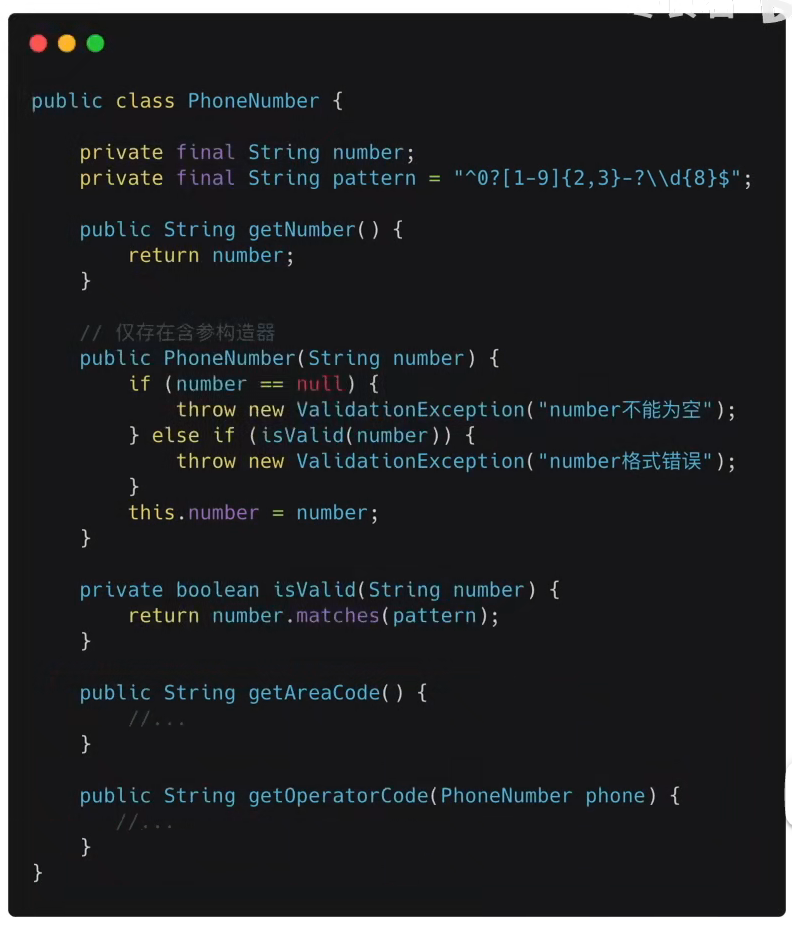 public class PhoneNumber {
private final String number;
private final String pattern = "^0?[1-9]{2,3}-?\\d{8}$";
public String getNumber() {
return number;
}
// 仅存在含参构造器
public PhoneNumber(String number) {
if (number == null) {
throw new ValidationException("number不能为空");
} else if (isValid(number)) {
throw new ValidationException("number格式错误");
}
this.number = number;
}
private boolean isValid(String number) {
return number.matches(pattern);
}
public String getAreaCode() {
//...
}
public String getOperatorCode(PhoneNumber phone) {
//...
}
}